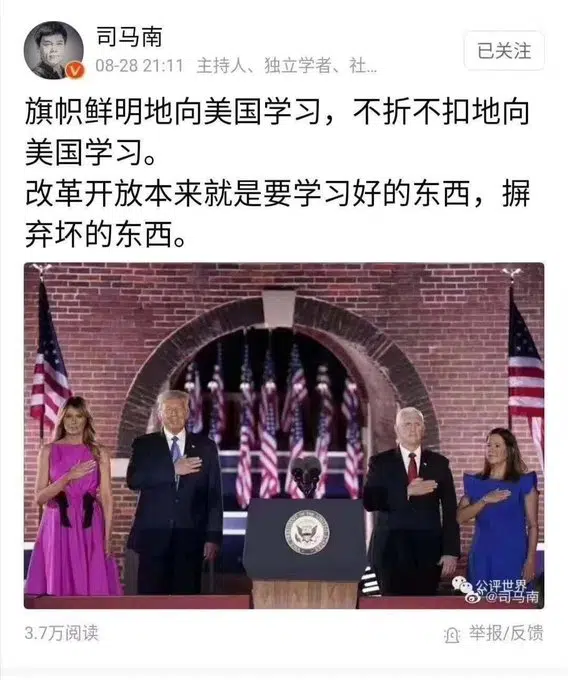 司马南
08-28 21:11 主持人、独立学者、社...
已关注
旗帜鲜明地向美国学习，不折不扣地向
美国学习。
改革开放本来就是要学习好的东西，摒
弃坏的东西。
公评世界
@司马南
3.7万阅读
举报/反馈